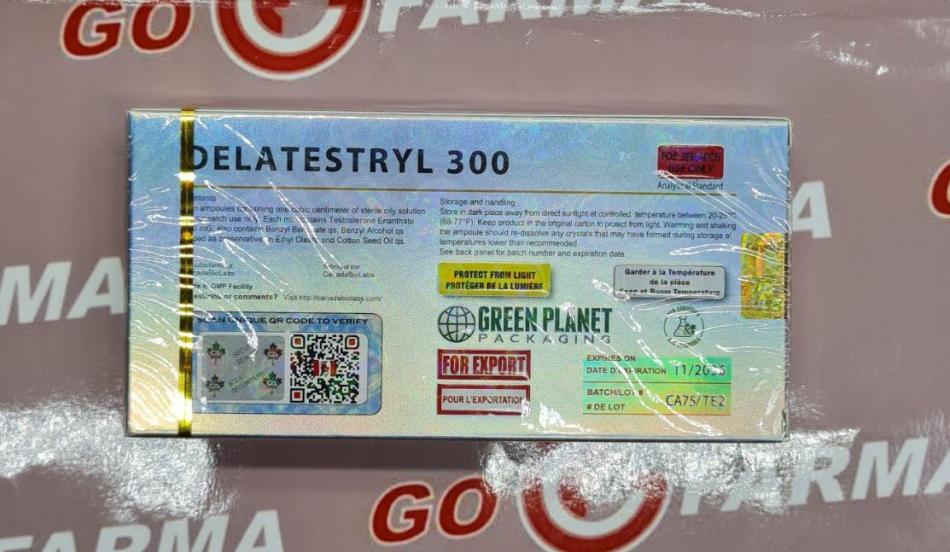 GO FARMA
FARMA
MA
A
DELATESTRYL 300
FOR RESEARCH
USE ONLY
Analytical Standard
ampoules containing one cubic centimeter of sterile oily solution
use only. Each mL contains Testosterone Enanthate
also contain Benzyl Benzoate qs, Benzyl Alcohol qs
as preservative in Ethyl Oleate and Cotton Seed Oil qs.
CanadaBioLabs
GMP Facility
or comments? Visit http://canadabiolabs.com/
SCAN UNIQUE QR CODE TO VERIFY
Storage and handling
Store in dark place away from direct sunlight at controlled temperature between
(68-77°F). Keep product in the original carton to protect from light. Warming and shaking
the ampoule should re-dissolve any crystals that may have formed during storage at
temperatures lower than recommended.
See back panel for batch number and expiration date.
PROTECT FROM LIGHT
PROTÉGER DE LA LUMIÈRE
Garder à la Température
de la pièce
Keep at Room Temperature
GREEN PLANET
PACKAGING
FOR EXPORT
POUR L'EXPORTATION
EXPIRES ON
DATE D'EXPIRATION
BATCH/LOT #
# DE LOT
CA75/TE2
GO FARMA
FARMA